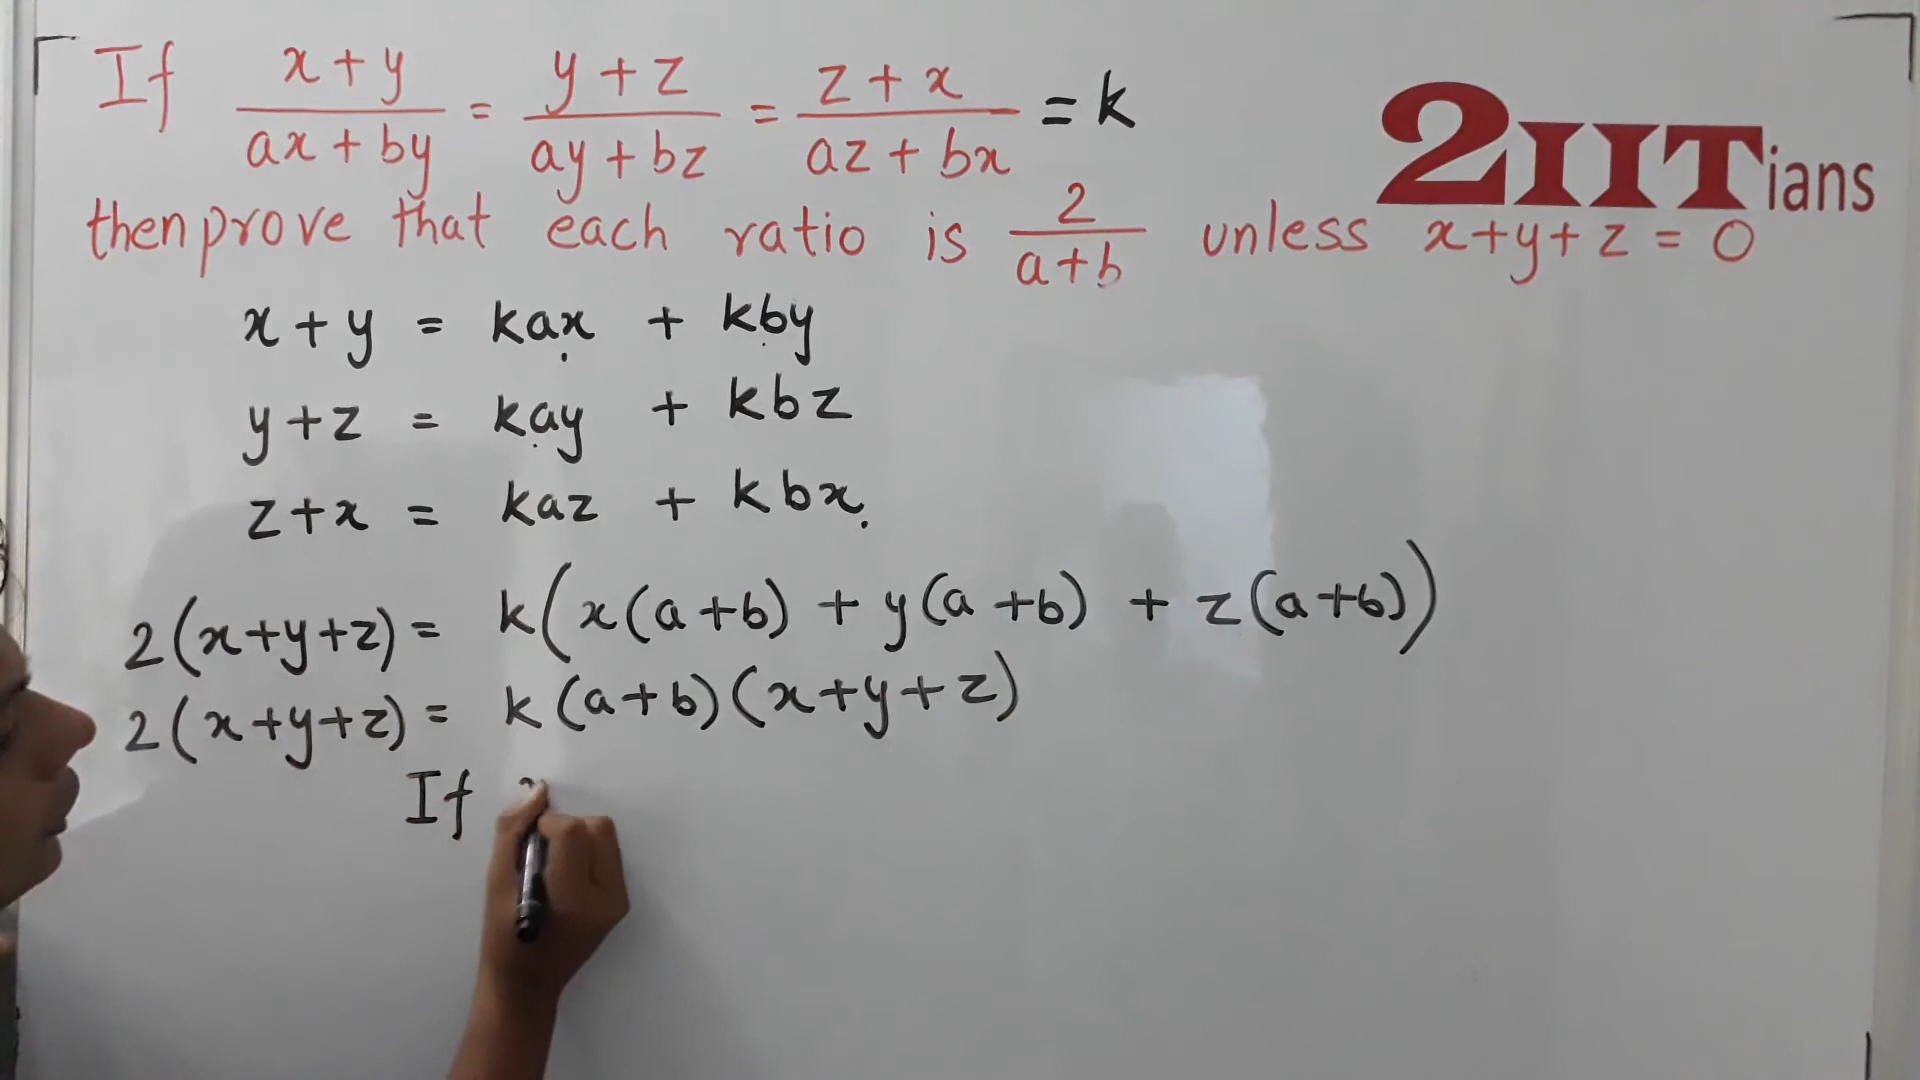 If (x+y)/(ax+by) = (y+z)/(ay+bz) = (z+x)/(az+bx) = k
2IITians
then prove that each ratio is 2/(a+b) unless x+y+z = 0
x+y = kax + kby
y+z = kay + kbz
z+x = kaz + kbx.
2(x+y+z) = k(x(a+b) + y(a+b) + z(a+b))
2(x+y+z) = k(a+b)(x+y+z)
If